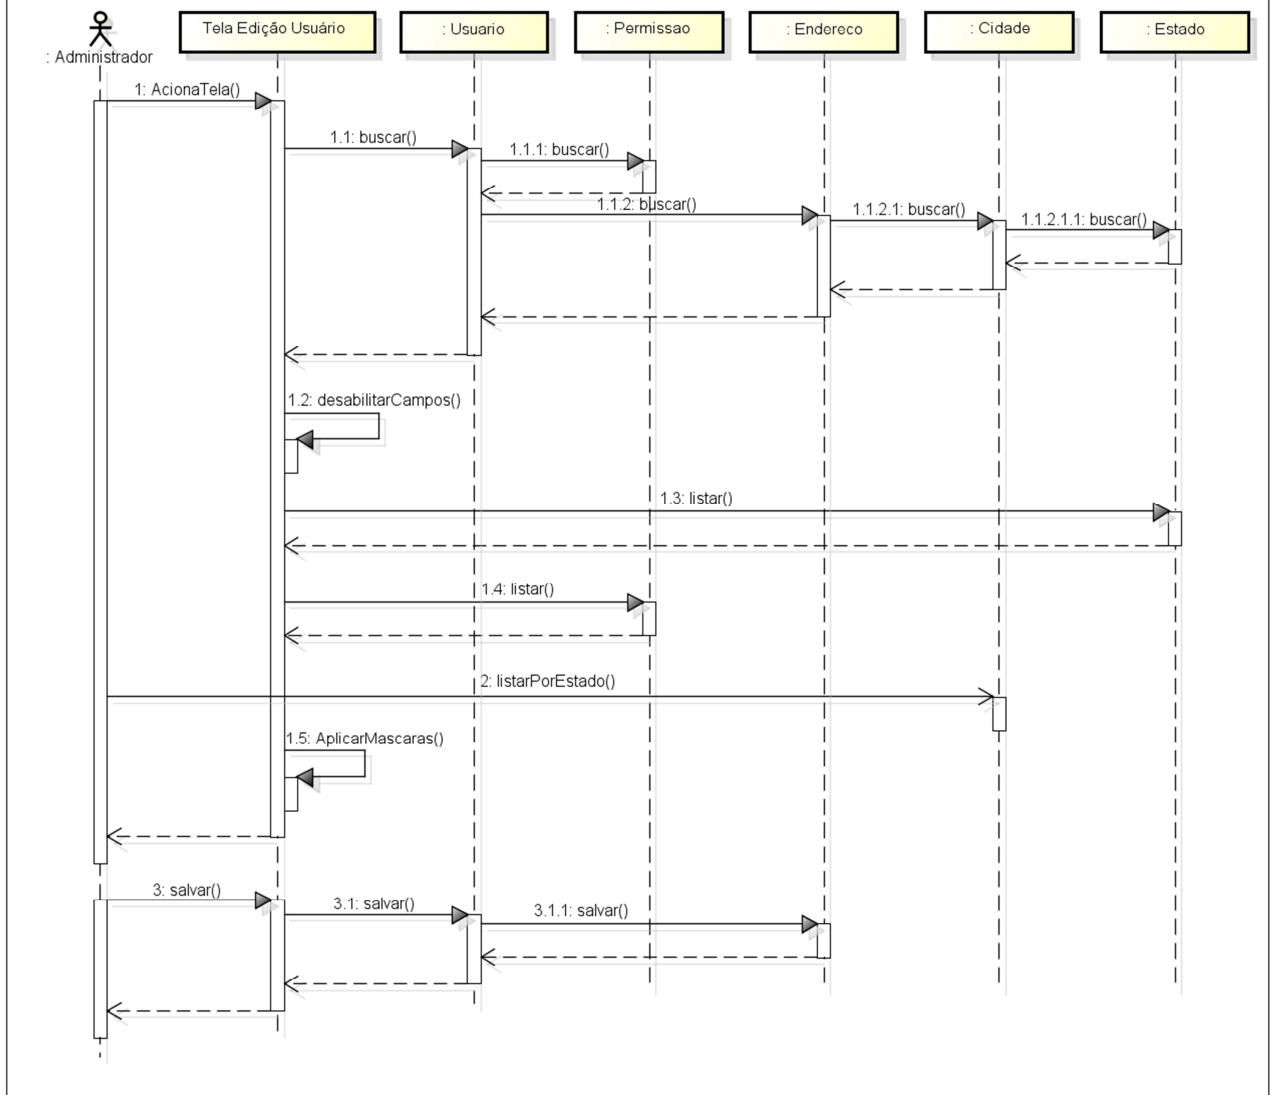 Tela Edição Usuário
: Usuario
: Permissao
: Endereco
: Cidade
: Estado
: Administrador
1: AcionaTela()
1.1: buscar()
1.1.1: buscar()
1.1.2: buscar()
1.1.2.1: buscar()
1.1.2.1.1: buscar()
1.2: desabilitarCampos()
1.3: listar()
1.4: listar()
2: listarPorEstado()
1.5: AplicarMascaras()
3: salvar()
3.1: salvar()
3.1.1: salvar()